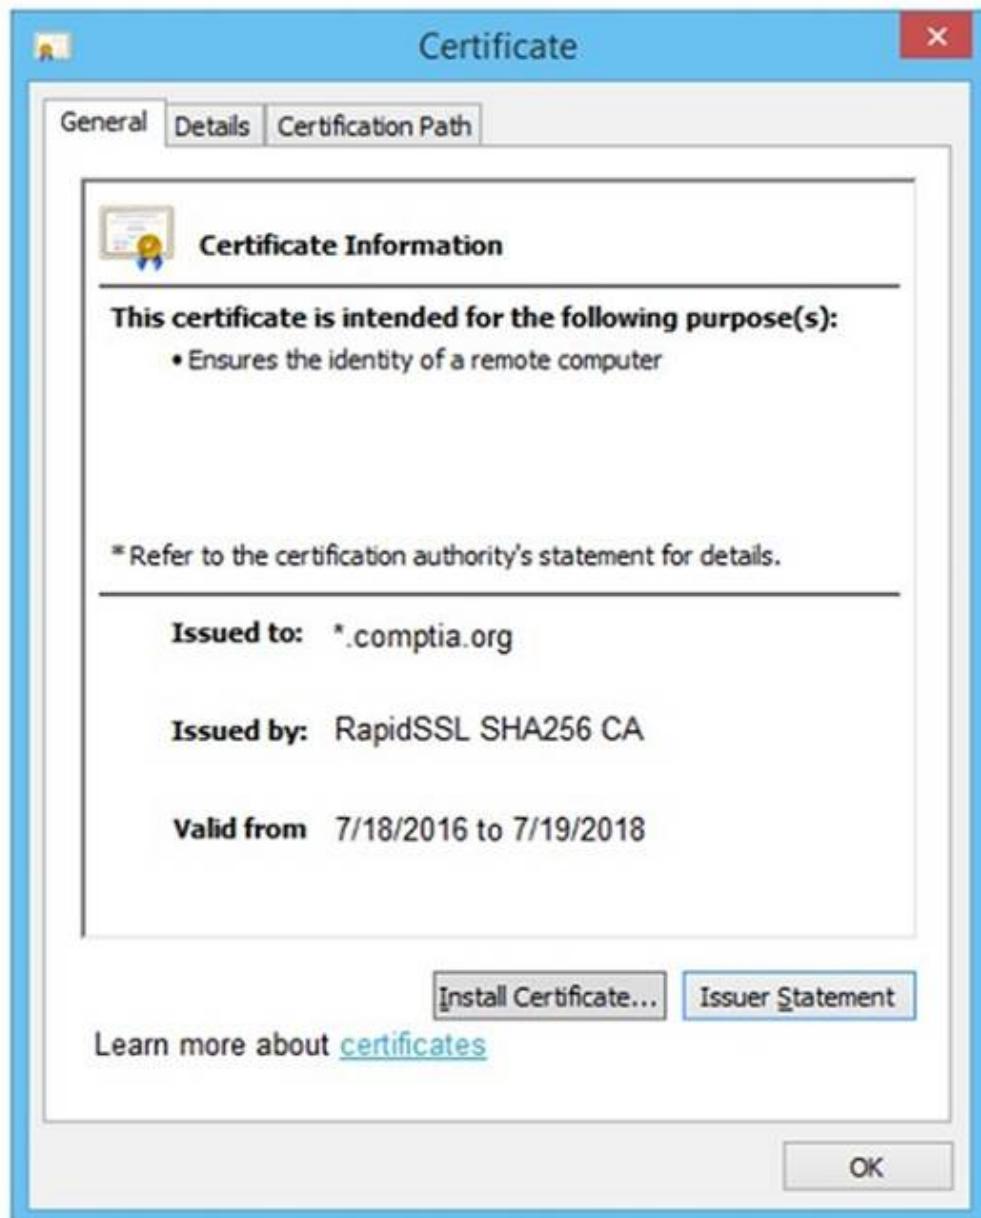 Certificate
General Details Certification Path
Certificate Information
This certificate is intended for the following purpose(s):
• Ensures the identity of a remote computer
* Refer to the certification authority's statement for details.
Issued to: *.comptia.org
Issued by: RapidSSL SHA256 CA
Valid from 7/18/2016 to 7/19/2018
Install Certificate... Issuer Statement
Learn more about certificates
OK